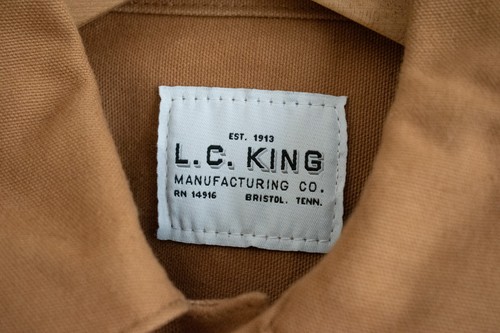 EST. 1913
L.C. KING
MANUFACTURING CO.
RN 14916 BRISTOL. TENN.